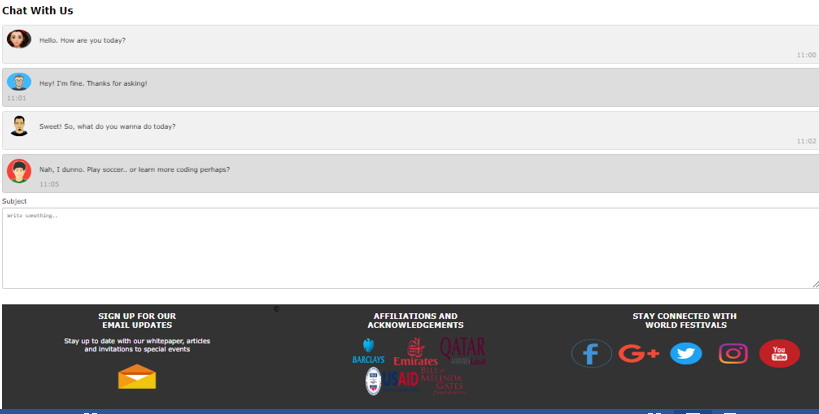 Chat With Us
Hello. How are you today?
11:00
Hey! I'm fine. Thanks for asking!
11:01
Sweet! So, what do you wanna do today?
11:02
Nah, I dunno. Play soccer.. or learn more coding perhaps?
11:05
Subject
Write something..
©
SIGN UP FOR OUR
EMAIL UPDATES
Stay up to date with our whitepaper, articles
and invitations to special events
AFFILIATIONS AND
ACKNOWLEDGEMENTS
BARCLAYS
Emirates
QATAR
USAID
BILL &
MELINDA
GATES
STAY CONNECTED WITH
WORLD FESTIVALS
f
G+
You
Tube